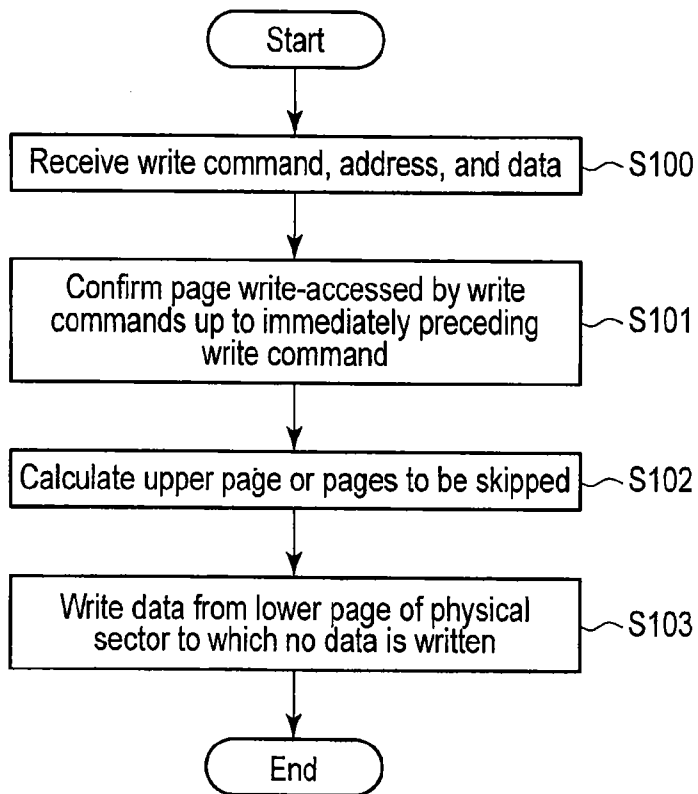 Start
Receive write command, address, and data
S100
Confirm page write-accessed by write
commands up to immediately preceding
write command
S101
Calculate upper page or pages to be skipped
S102
Write data from lower page of physical
sector to which no data is written
S103
End